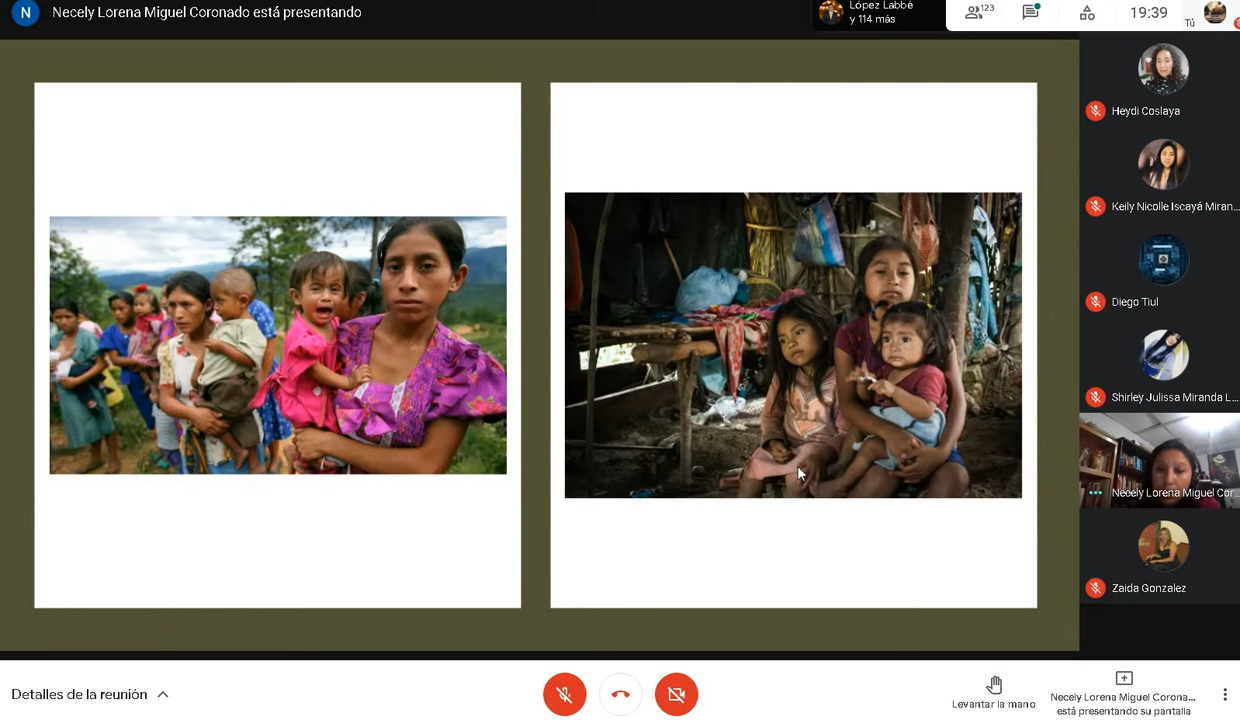 N
Necely Lorena Miguel Coronado está presentando
López Labbé
y 114 más
123
19:39
Tú
Heydi Coslaya
Keily Nicolle Iscayá Miran...
Diego Tiul
Shirley Julissa Miranda L...
Necely Lorena Miguel Cor...
Zaida Gonzalez
Detalles de la reunión
Levantar la mano
Necely Lorena Miguel Corona...
está presentando su pantalla